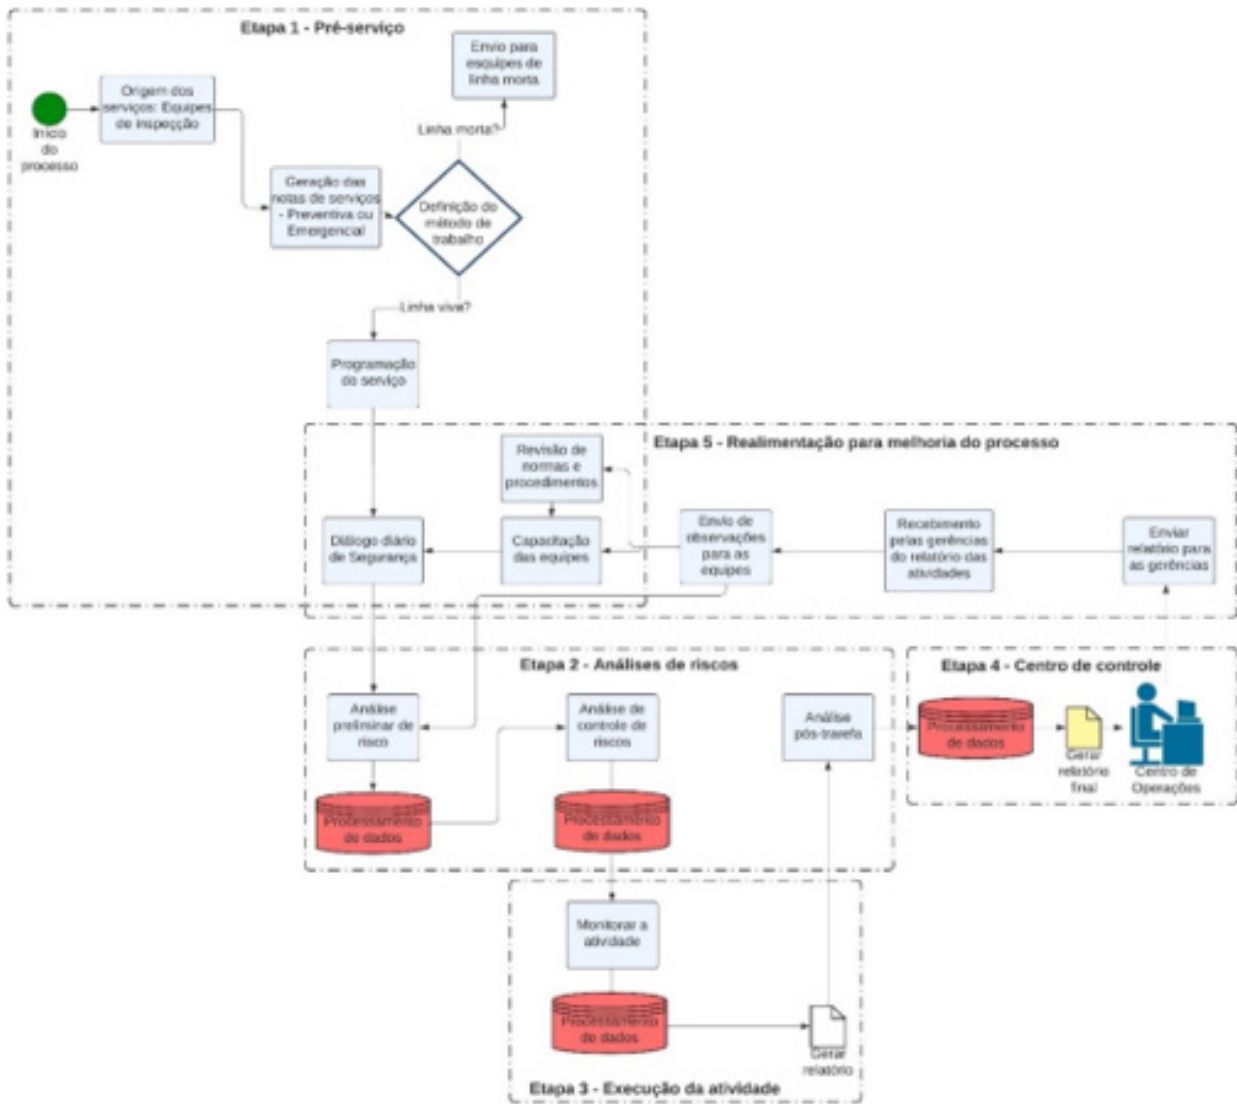 Etapa 1 - Pré-serviço
Envio para
esquipes de
linha morta
Origem dos
serviços: Equipes
de inspecção
Início
do
processo
Linha morta?
Geração das
notas de serviços
- Preventiva ou
Emergencial
Definição do
método de
trabalho
Linha viva?
Programação
do serviço
Etapa 5 - Realimentação para melhoria do processo
Revisão de
normas e
procedimentos
Diálogo diário
de Segurança
Capacitação
das equipes
Envio de
observações
para as
equipes
Recebimento
pelas gerências
do relatório das
atividades
Enviar
relatório para
as gerências
Etapa 2 - Análises de riscos
Etapa 4 - Centro de controle
Análise
preliminar de
risco
Análise de
controle de
riscos
Análise
pós-trarefa
Processamento
de dados
Gerar
relatório
final
Centro de
Operações
Processamento
de dados
Processamento
de dados
Monitorar a
atividade
Processamento
de dados
Gerar
relatório
Etapa 3 - Execução da atividade